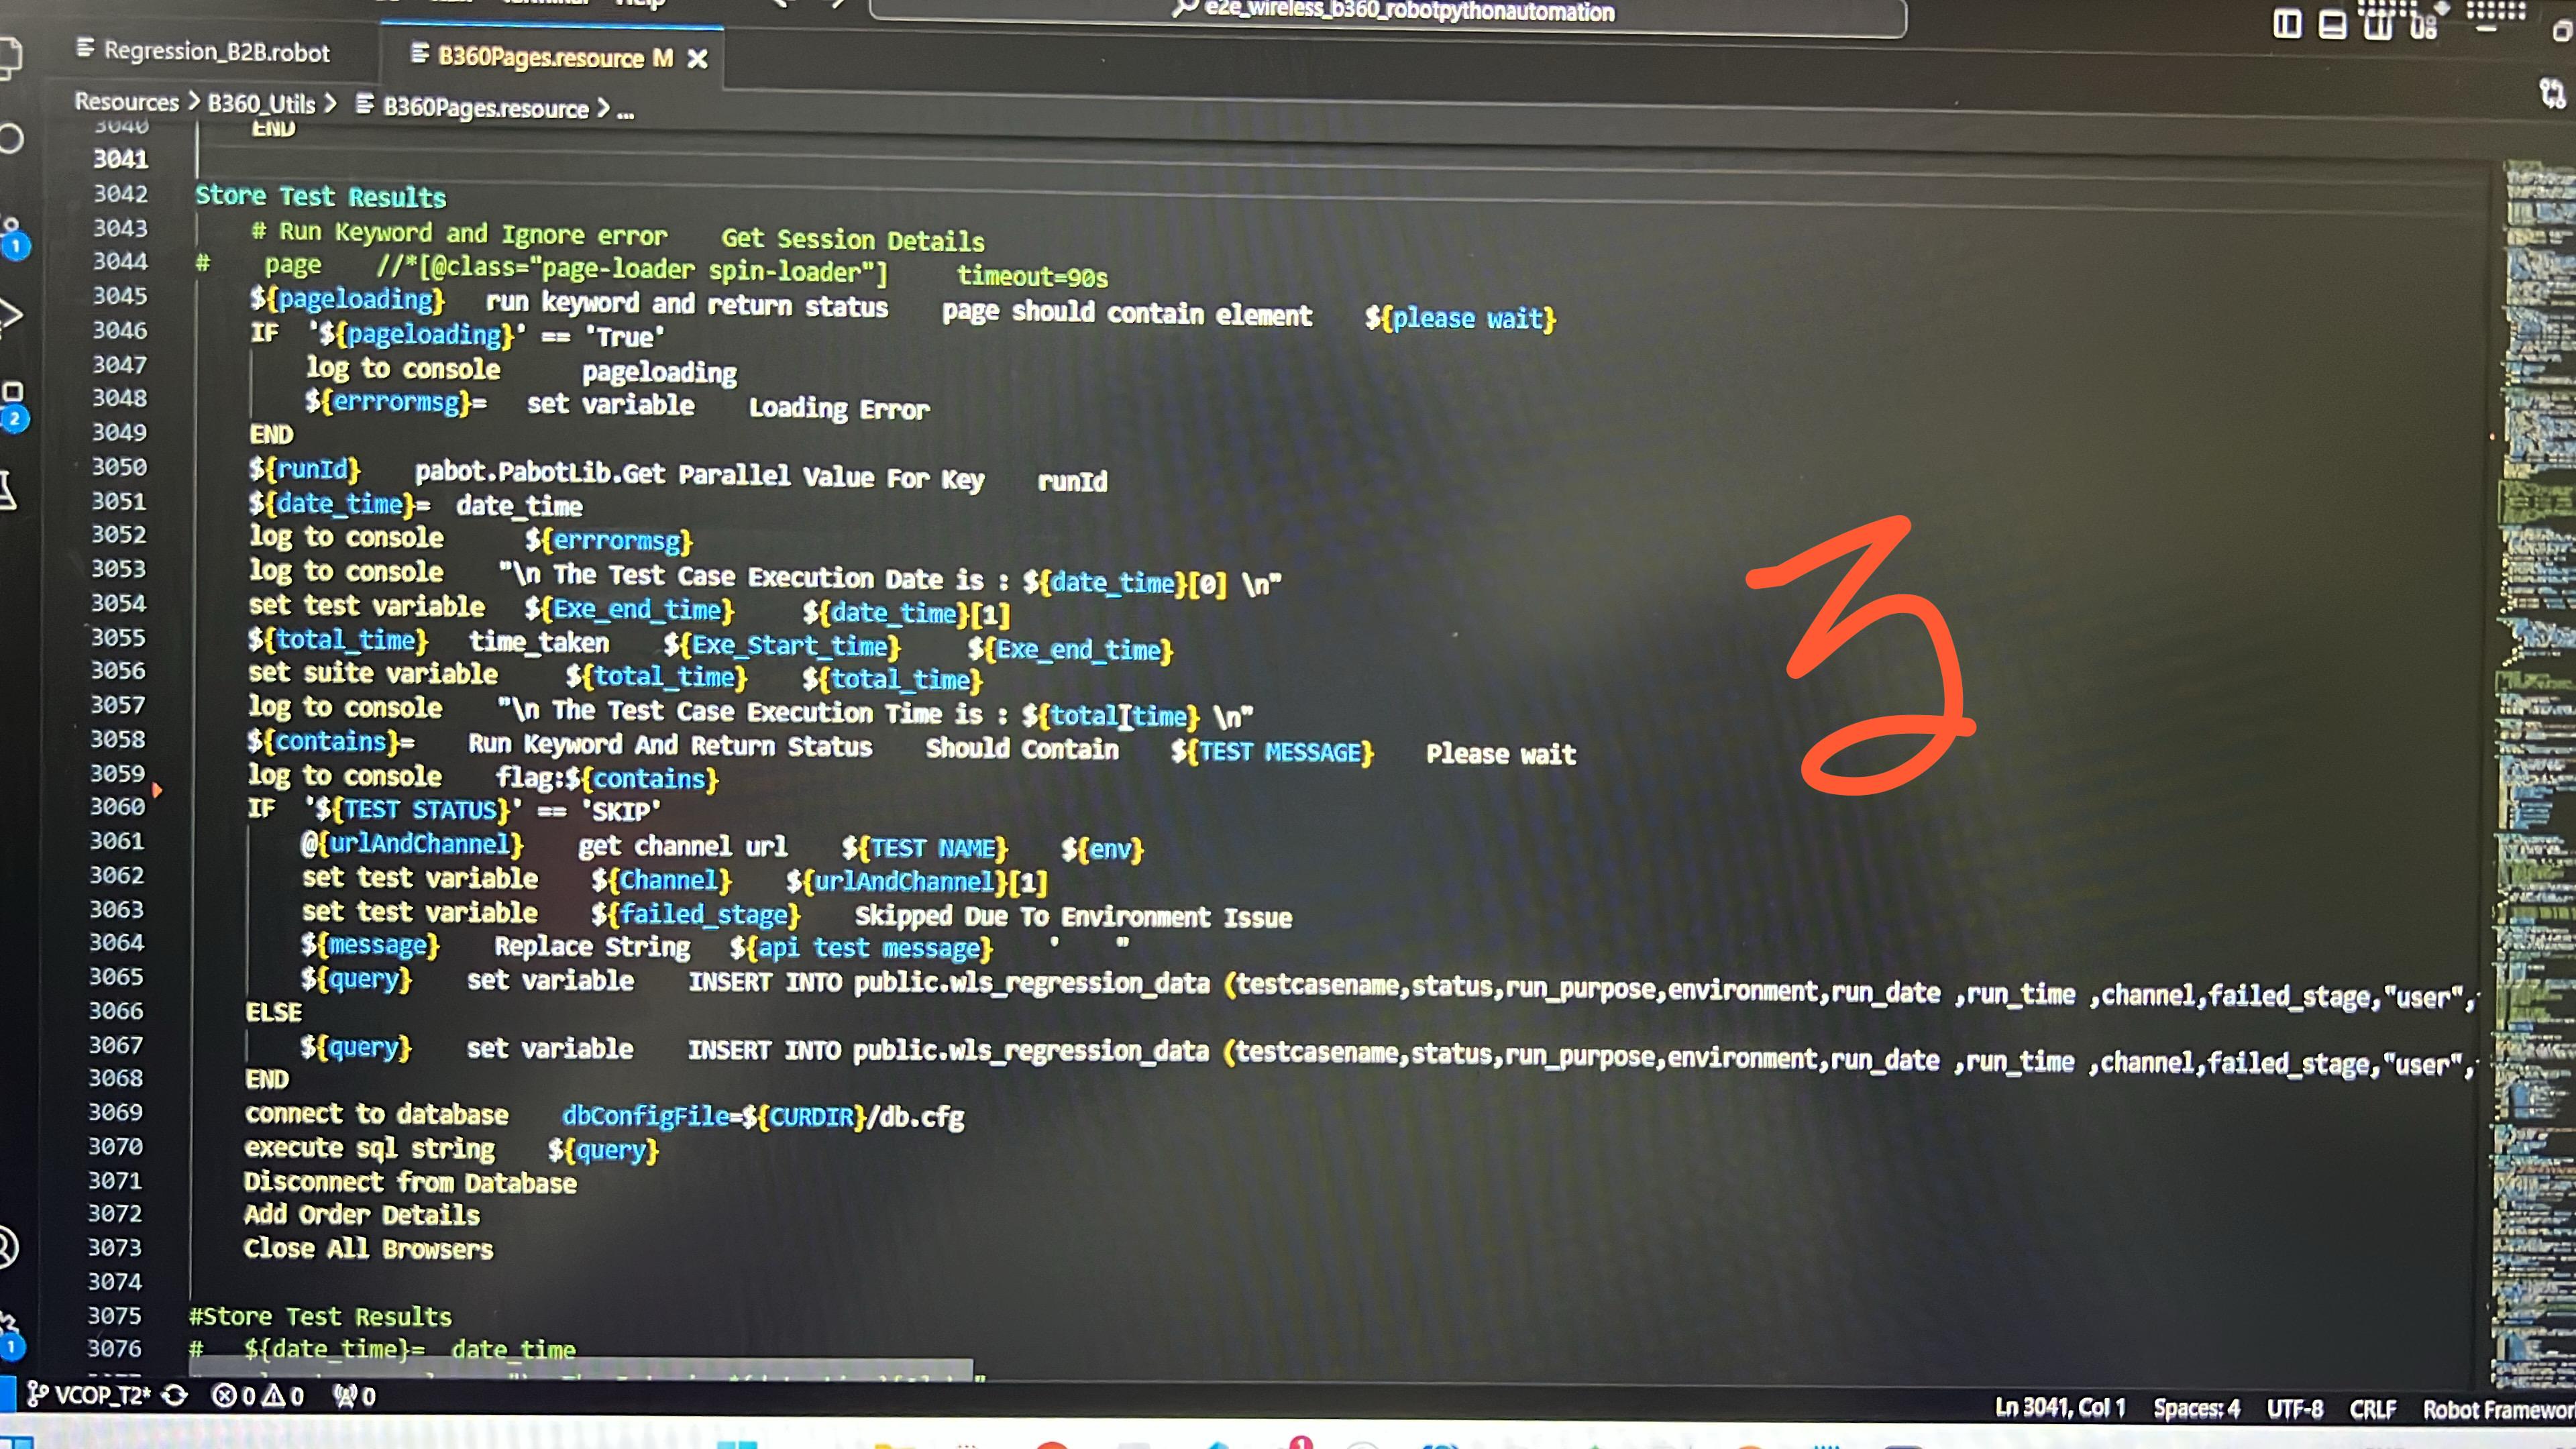 e2e_wireless_b360_robotpythonautomation
Regression_B2B.robot
B360Pages.resource M
Resources > B360_Utils > B360Pages.resource > ...
3040 END
3041
3042 Store Test Results
3043 # Run Keyword and Ignore error    Get Session Details
3044 #    page    //*[@class="page-loader spin-loader"]     timeout=90s
3045 ${pageloading}   run keyword and return status    page should contain element    ${please wait}
3046 IF  '${pageloading}' == 'True'
3047 log to console      pageloading
3048 ${errrormsg}=   set variable    Loading Error
3049 END
3050 ${runId}    pabot.PabotLib.Get Parallel Value For Key    runId
3051 ${date_time}=  date_time
3052 log to console      ${errrormsg}
3053 log to console    "\n The Test Case Execution Date is : ${date_time}[0] \n"
3054 set test variable   ${Exe_end_time}     ${date_time}[1]
3055 ${total_time}   time_taken    ${Exe_Start_time}     ${Exe_end_time}
3056 set suite variable     ${total_time}    ${total_time}
3057 log to console    "\n The Test Case Execution Time is : ${total_time} \n"
3058 ${contains}=    Run Keyword And Return Status    Should Contain    ${TEST MESSAGE}    Please wait
3059 log to console    flag:${contains}
3060 IF  '${TEST STATUS}' == 'SKIP'
3061 @{urlAndChannel}    get channel url    ${TEST NAME}    ${env}
3062 set test variable    ${Channel}    ${urlAndChannel}[1]
3063 set test variable    ${failed_stage}    Skipped Due To Environment Issue
3064 ${message}    Replace String   ${api test message}    '    "
3065 ${query}    set variable    INSERT INTO public.wls_regression_data (testcasename,status,run_purpose,environment,run_date ,run_time ,channel,failed_stage,"user",
3066 ELSE
3067 ${query}    set variable    INSERT INTO public.wls_regression_data (testcasename,status,run_purpose,environment,run_date ,run_time ,channel,failed_stage,"user",
3068 END
3069 connect to database    dbConfigFile=${CURDIR}/db.cfg
3070 execute sql string    ${query}
3071 Disconnect from Database
3072 Add Order Details
3073 Close All Browsers
3074
3075 #Store Test Results
3076 #   ${date_time}=  date_time
3
1
2
1
VCOP_T2* 0 0 0
Ln 3041, Col 1 Spaces: 4 UTF-8 CRLF Robot Framewor